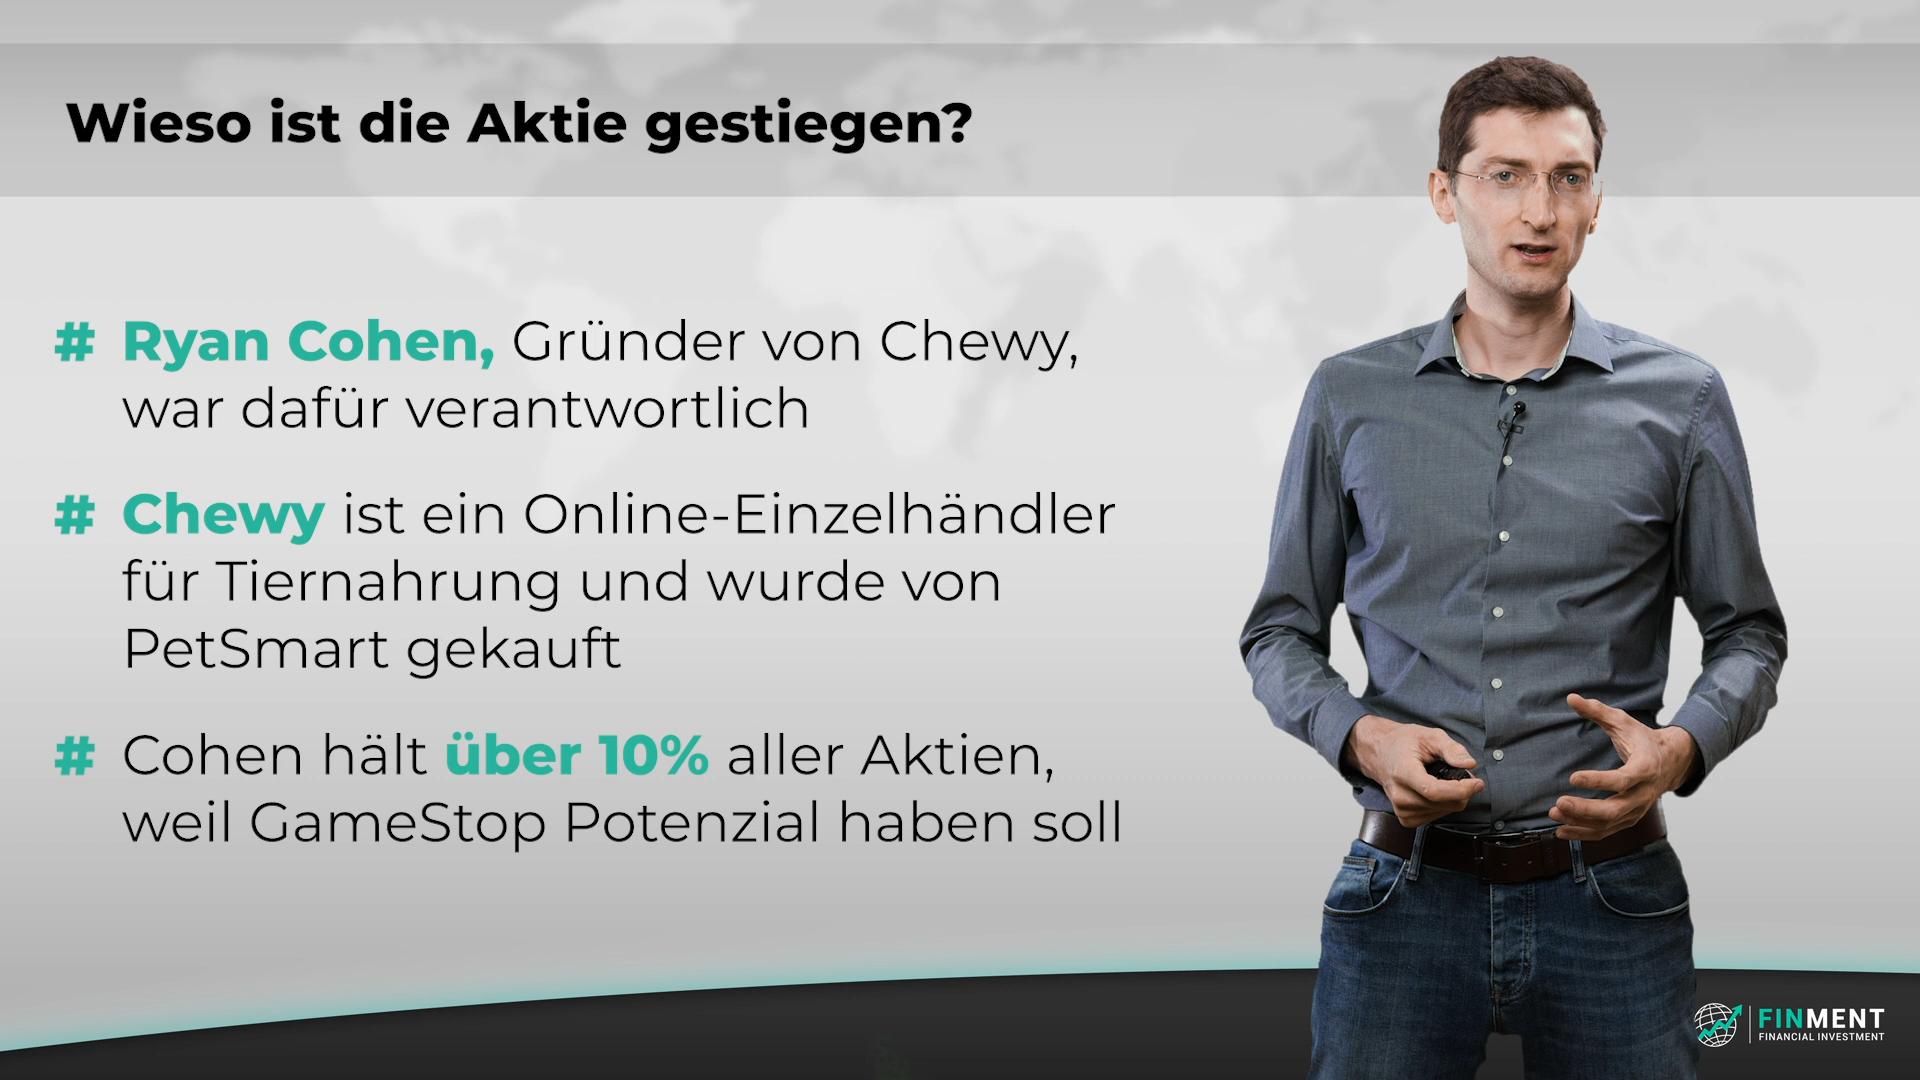 Wieso ist die Aktie gestiegen?
# Ryan Cohen, Gründer von Chewy,
war dafür verantwortlich
# Chewy ist ein Online-Einzelhändler
für Tiernahrung und wurde von
PetSmart gekauft
# Cohen hält über 10% aller Aktien,
weil GameStop Potenzial haben soll
FINMENT
FINANCIAL INVESTMENT